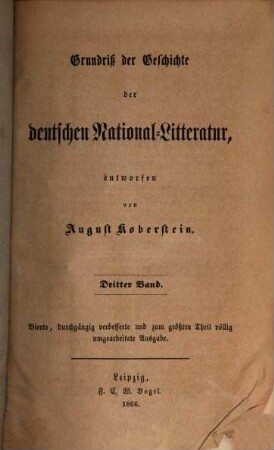 Grundriß der Geschichte
der
deutschen National-Litteratur,
entworfen
von
August Koberstein.
Dritter Band.
Vierte, durchgängig verbesserte und zum größten Theil völlig
umgearbeitete Ausgabe.
Leipzig,
F. C. W. Vogel.
1866.